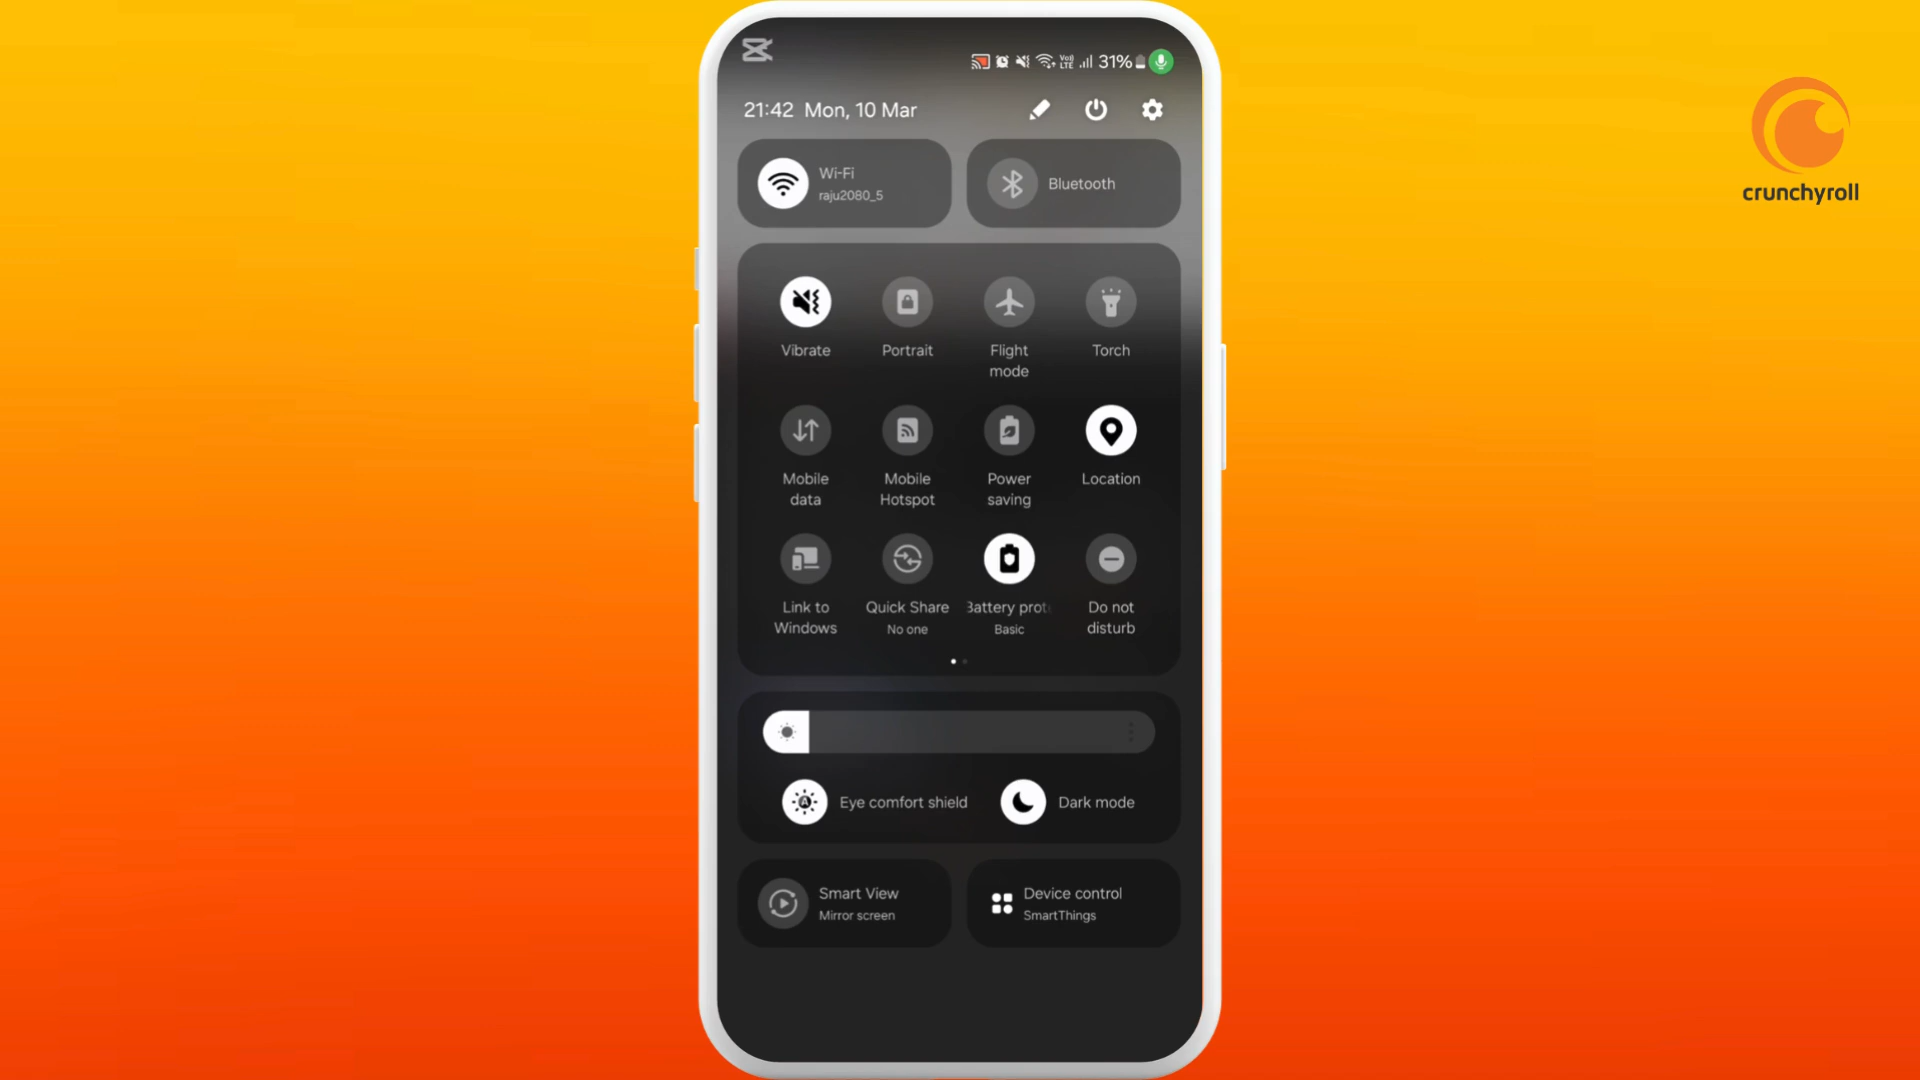 Vo)) LTE 31%
21:42 Mon, 10 Mar
crunchyroll
Wi-Fi
raju2080_5
Bluetooth
Vibrate
Portrait
Flight
mode
Torch
Mobile
data
Mobile
Hotspot
Power
saving
Location
Link to
Windows
Quick Share
No one
Battery prot
Basic
Do not
disturb
A
Eye comfort shield
Dark mode
Smart View
Mirror screen
Device control
SmartThings